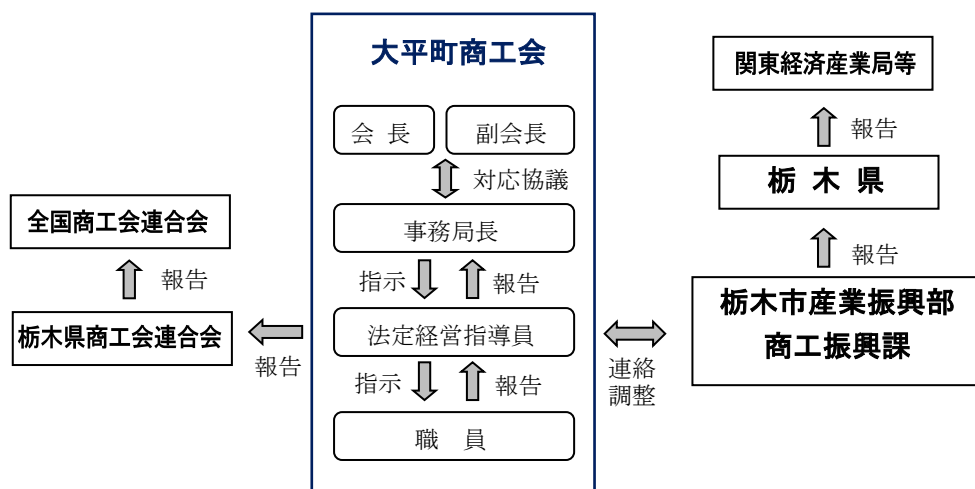 大平町商工会
会 長
副会長
対応協議
事務局長
指示
報告
法定経営指導員
指示
報告
職 員
全国商工会連合会
報告
栃木県商工会連合会
報告
関東経済産業局等
報告
栃 木 県
報告
栃木市産業振興部
商工振興課
連絡
調整